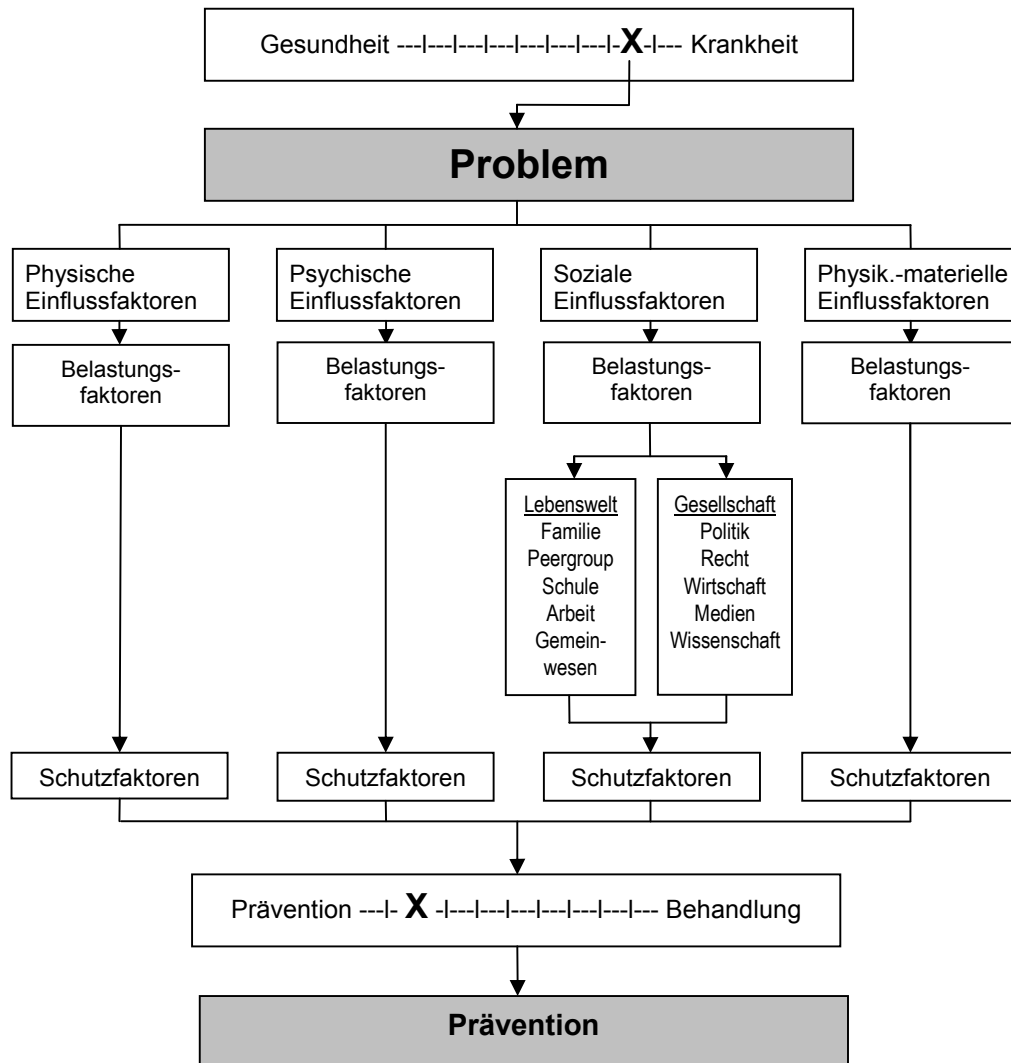 Gesundheit ---I---I---I---I---I---I---I-X-I--- Krankheit
Problem
Physische
Einflussfaktoren
Psychische
Einflussfaktoren
Soziale
Einflussfaktoren
Physik.-materielle
Einflussfaktoren
Belastungs-
faktoren
Belastungs-
faktoren
Belastungs-
faktoren
Belastungs-
faktoren
Lebenswelt
Familie
Peergroup
Schule
Arbeit
Gemein-
wesen
Gesellschaft
Politik
Recht
Wirtschaft
Medien
Wissenschaft
Schutzfaktoren
Schutzfaktoren
Schutzfaktoren
Schutzfaktoren
Prävention ---I- X -I---I---I---I---I---I---I--- Behandlung
Prävention